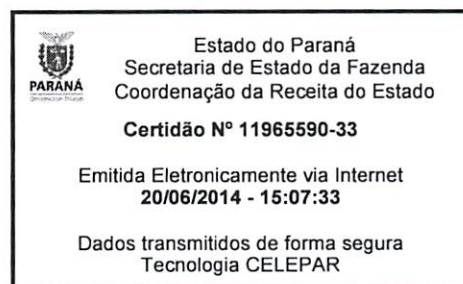 Estado do Paraná
Secretaria de Estado da Fazenda
PARANÁ
Coordenação da Receita do Estado
Certidão Nº 11965590-33
Emitida Eletronicamente via Internet
20/06/2014 - 15:07:33
Dados transmitidos de forma segura
Tecnologia CELEPAR